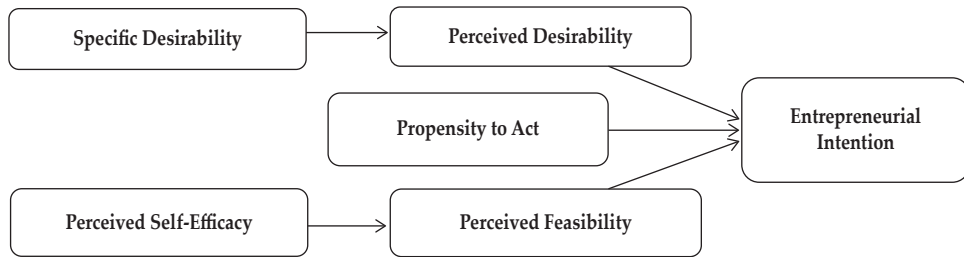 Specific Desirability
Perceived Desirability
Propensity to Act
Entrepreneurial
Intention
Perceived Self-Efficacy
Perceived Feasibility